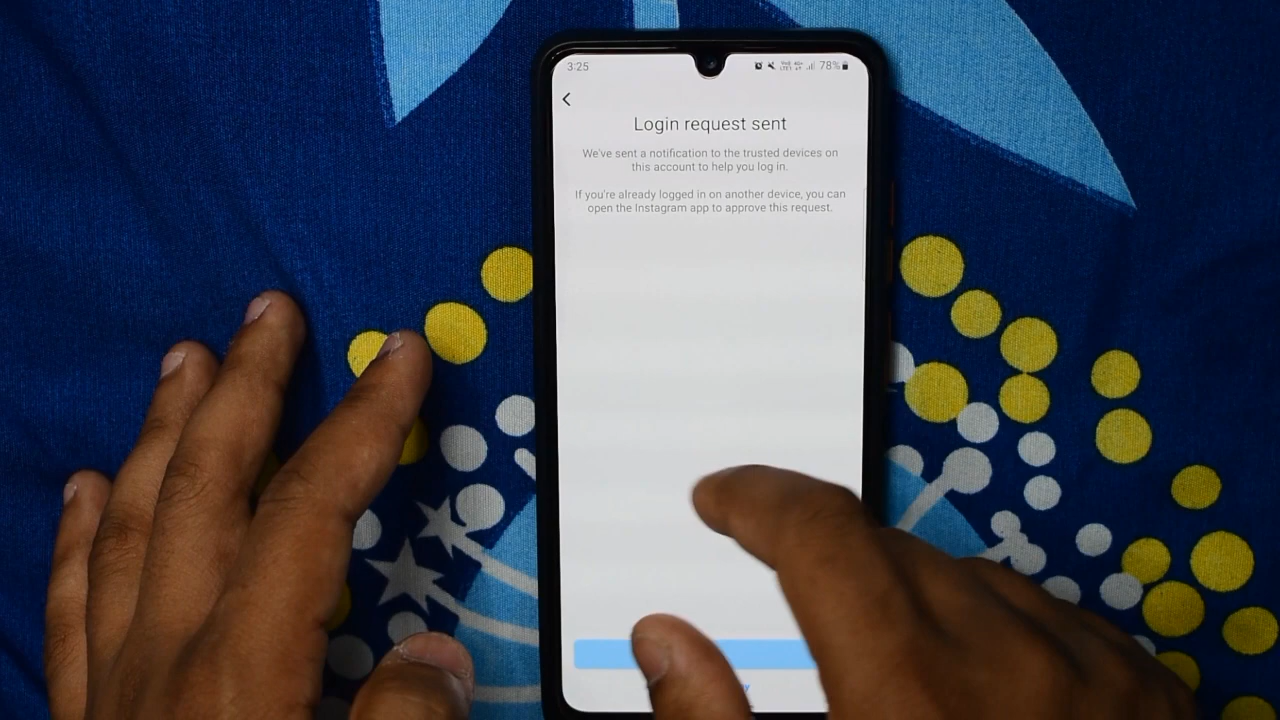 3:25
78%
Login request sent
We've sent a notification to the trusted devices on
this account to help you log in.
If you're already logged in on another device, you can
open the Instagram app to approve this request.